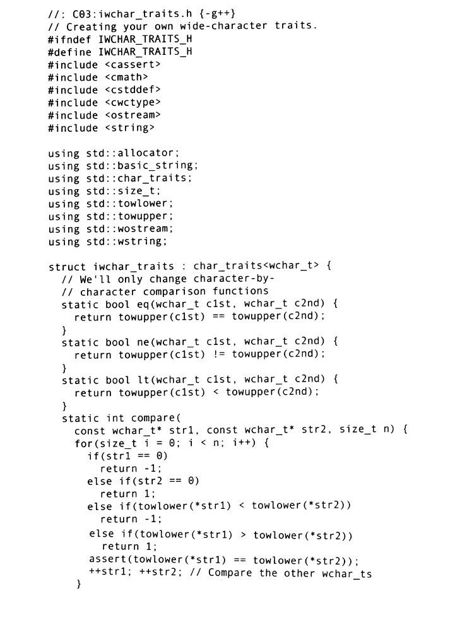 //: C03:iwchar_traits.h {-g++}
// Creating your own wide-character traits.
#ifndef IWCHAR_TRAITS_H
#define IWCHAR_TRAITS_H
#include <cassert>
#include <cmath>
#include <cstddef>
#include <cwctype>
#include <ostream>
#include <string>

using std::allocator;
using std::basic_string;
using std::char_traits;
using std::size_t;
using std::towlower;
using std::towupper;
using std::wostream;
using std::wstring;

struct iwchar_traits : char_traits<wchar_t> {
  // We'll only change character-by-
  // character comparison functions
  static bool eq(wchar_t c1st, wchar_t c2nd) {
    return towupper(c1st) == towupper(c2nd);
  }
  static bool ne(wchar_t c1st, wchar_t c2nd) {
    return towupper(c1st) != towupper(c2nd);
  }
  static bool lt(wchar_t c1st, wchar_t c2nd) {
    return towupper(c1st) < towupper(c2nd);
  }
  static int compare(
    const wchar_t* str1, const wchar_t* str2, size_t n) {
    for(size_t i = 0; i < n; i++) {
      if(str1 == 0)
        return -1;
      else if(str2 == 0)
        return 1;
      else if(towlower(*str1) < towlower(*str2))
        return -1;
      else if(towlower(*str1) > towlower(*str2))
        return 1;
      assert(towlower(*str1) == towlower(*str2));
      ++str1; ++str2; // Compare the other wchar_ts
    }